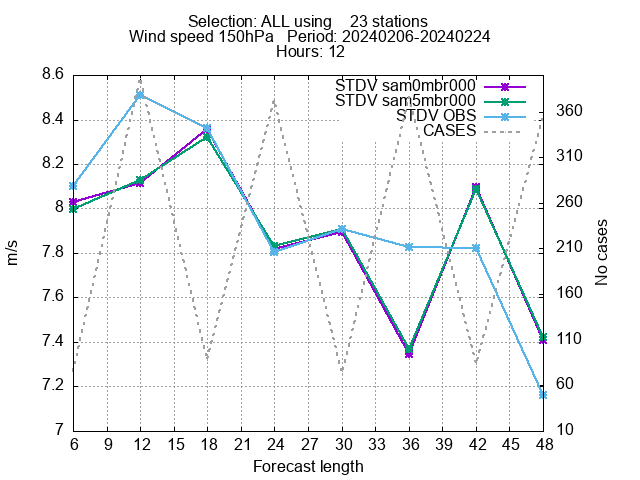 Selection: ALL using    23 stations
Wind speed 150hPa   Period: 20240206-20240224
Hours: 12
STDV sam0mbr000
STDV sam5mbr000
STDV OBS
CASES
8.6
8.4
8.2
8
7.8
7.6
7.4
7.2
7
m/s
360
310
260
210
160
110
60
10
No cases
6 12 15 18 21 24 27 30 33 36 39 42 45 48
Forecast length